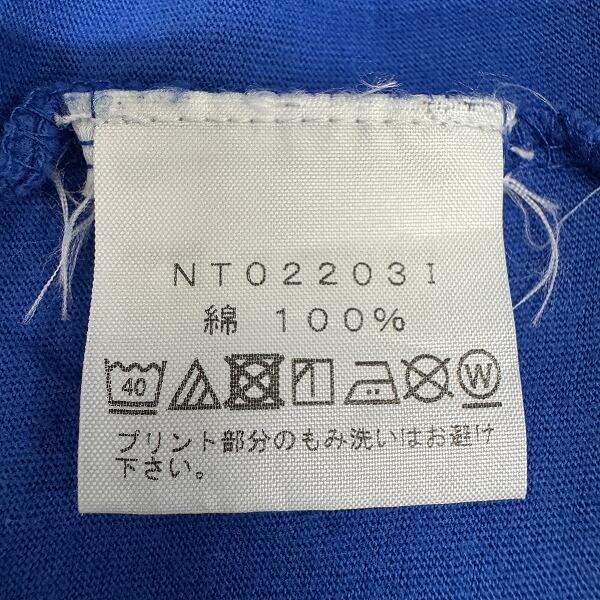 NT02203I
綿 100%
40 W
プリント部分のもみ洗いはお避け
下さい。